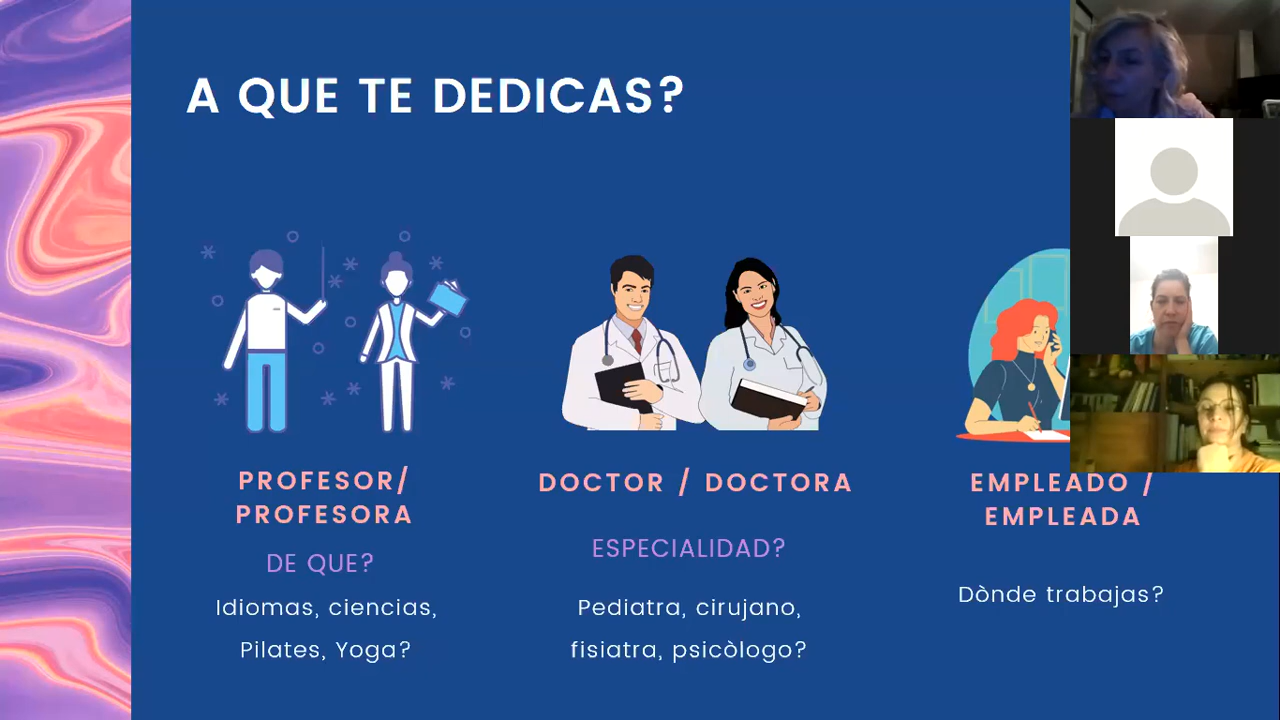 A QUE TE DEDICAS?
PROFESOR/
PROFESORA
DE QUE?
Idiomas, ciencias,
Pilates, Yoga?
DOCTOR / DOCTORA
ESPECIALIDAD?
Pediatra, cirujano,
fisiatra, psicòlogo?
EMPLEADO /
EMPLEADA
Dònde trabajas?